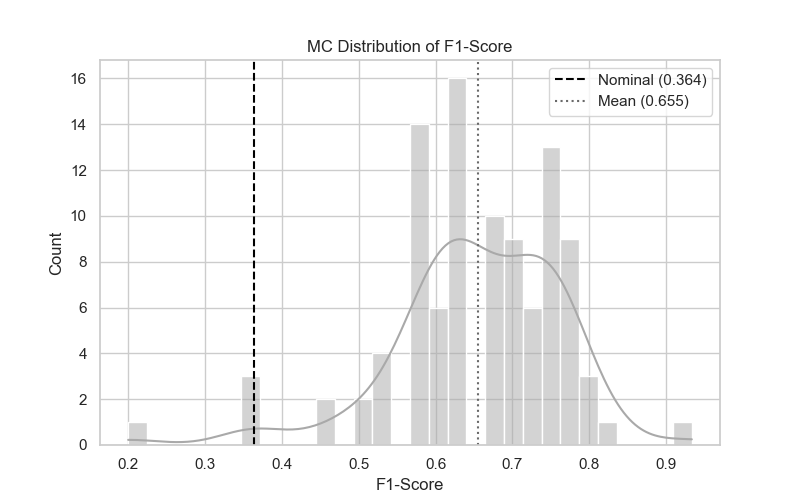 MC Distribution of F1-Score
Nominal (0.364)
Mean (0.655)
Count
16
14
12
10
8
6
4
2
0
0.2 0.3 0.4 0.5 0.6 0.7 0.8 0.9
F1-Score